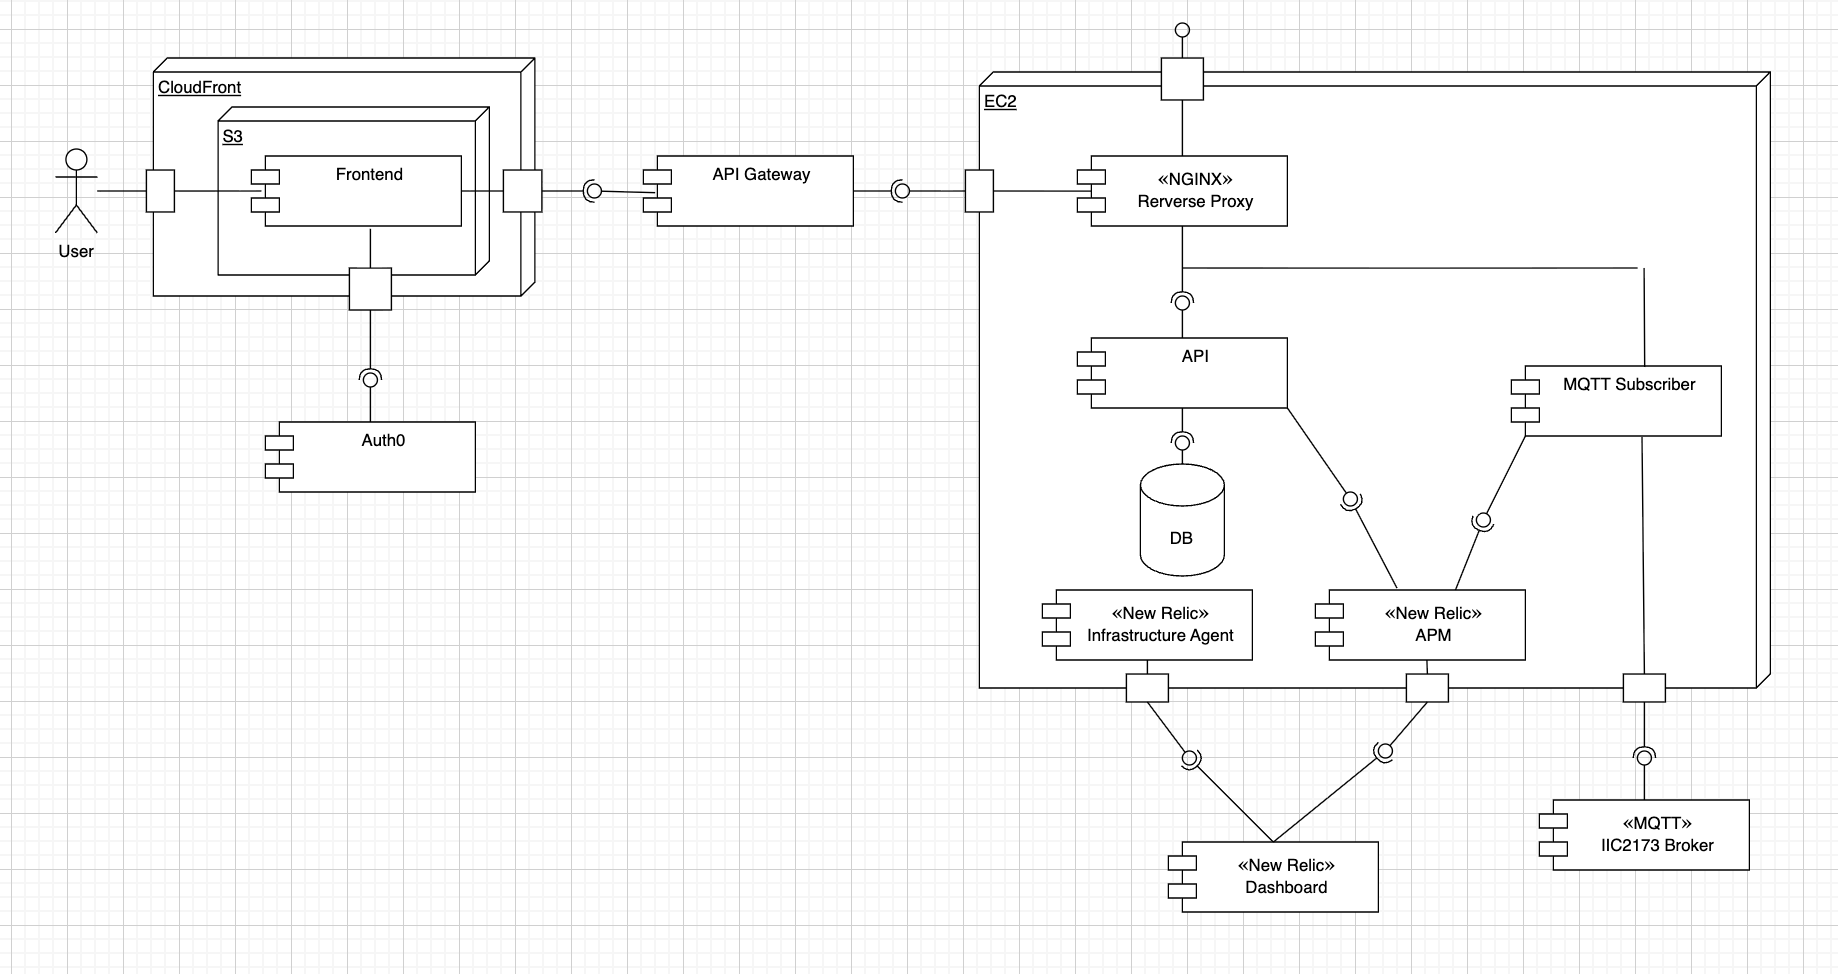 CloudFront
S3
Frontend
User
Auth0
API Gateway
EC2
«NGINX»
Rerverse Proxy
API
MQTT Subscriber
DB
«New Relic»
Infrastructure Agent
«New Relic»
APM
«New Relic»
Dashboard
«MQTT»
IIC2173 Broker